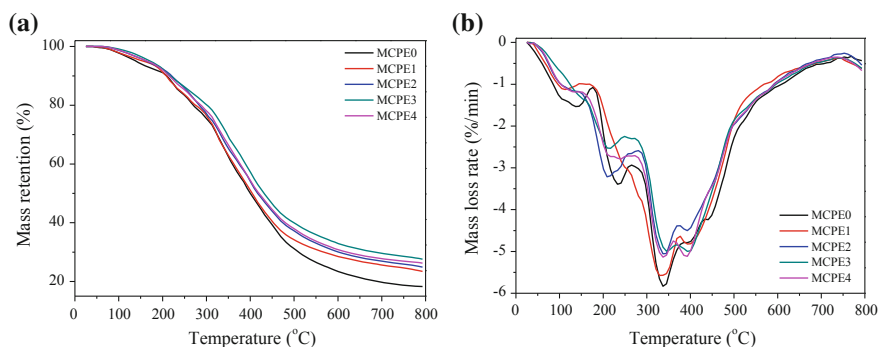 (a)
100
80
60
40
20
Mass retention (%)
0 100 200 300 400 500 600 700 800
Temperature (°C)
MCPE0
MCPE1
MCPE2
MCPE3
MCPE4
(b)
0
-1
-2
-3
-4
-5
-6
Mass loss rate (%/min)
0 100 200 300 400 500 600 700 800
Temperature (°C)
MCPE0
MCPE1
MCPE2
MCPE3
MCPE4